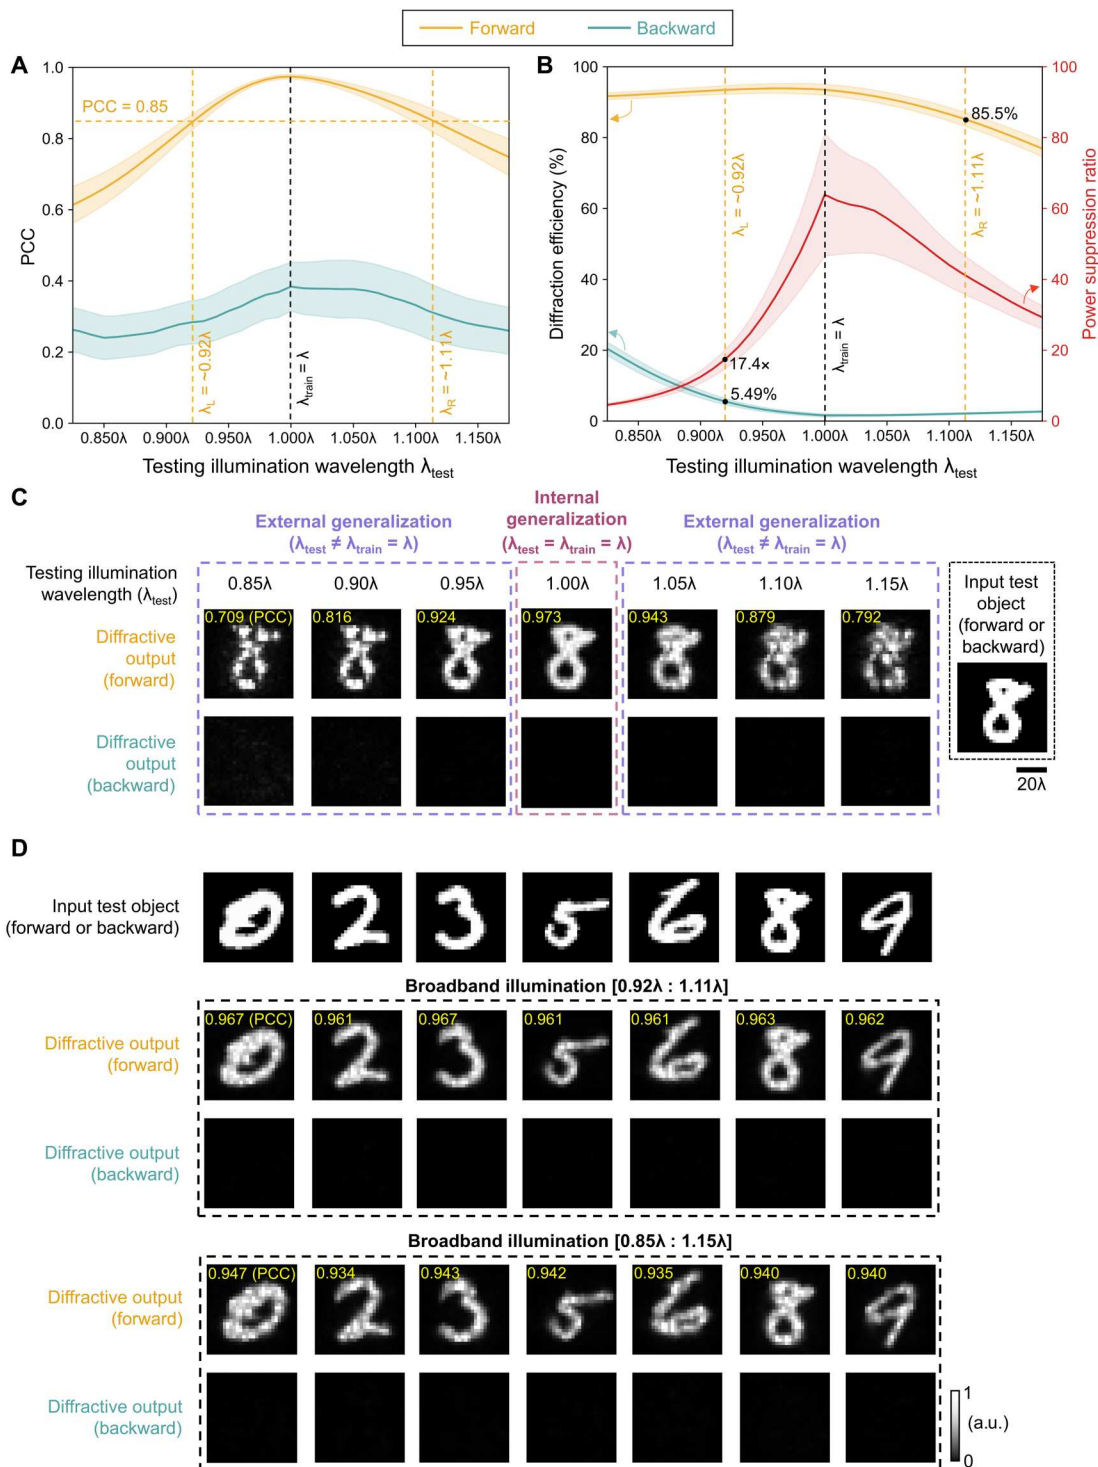 Forward Backward
A
1.0
0.8
0.6
0.4
0.2
0.0
PCC
PCC = 0.85
λL = ~0.92λ
λtrain = λ
λR = ~1.11λ
0.850λ 0.900λ 0.950λ 1.000λ 1.050λ 1.100λ 1.150λ
Testing illumination wavelength λtest
B
100
80
60
40
20
0
Diffraction efficiency (%)
85.5%
λL = ~0.92λ
λR = ~1.11λ
λtrain = λ
17.4×
5.49%
100
80
60
40
20
0
Power suppression ratio
0.850λ 0.900λ 0.950λ 1.000λ 1.050λ 1.100λ 1.150λ
Testing illumination wavelength λtest
C
External generalization
(λtest ≠ λtrain = λ)
Internal
generalization
(λtest = λtrain = λ)
External generalization
(λtest ≠ λtrain = λ)
Testing illumination
wavelength (λtest)
0.85λ 0.90λ 0.95λ 1.00λ 1.05λ 1.10λ 1.15λ
Diffractive
output
(forward)
0.709 (PCC) 0.816 0.924 0.973 0.943 0.879 0.792
Diffractive
output
(backward)
Input test
object
(forward or
backward)
20λ
D
Input test object
(forward or backward)
Broadband illumination [0.92λ : 1.11λ]
Diffractive output
(forward)
0.967 (PCC) 0.961 0.967 0.961 0.961 0.963 0.962
Diffractive output
(backward)
Broadband illumination [0.85λ : 1.15λ]
Diffractive output
(forward)
0.947 (PCC) 0.934 0.943 0.942 0.935 0.940 0.940
Diffractive output
(backward)
1
(a.u.)
0